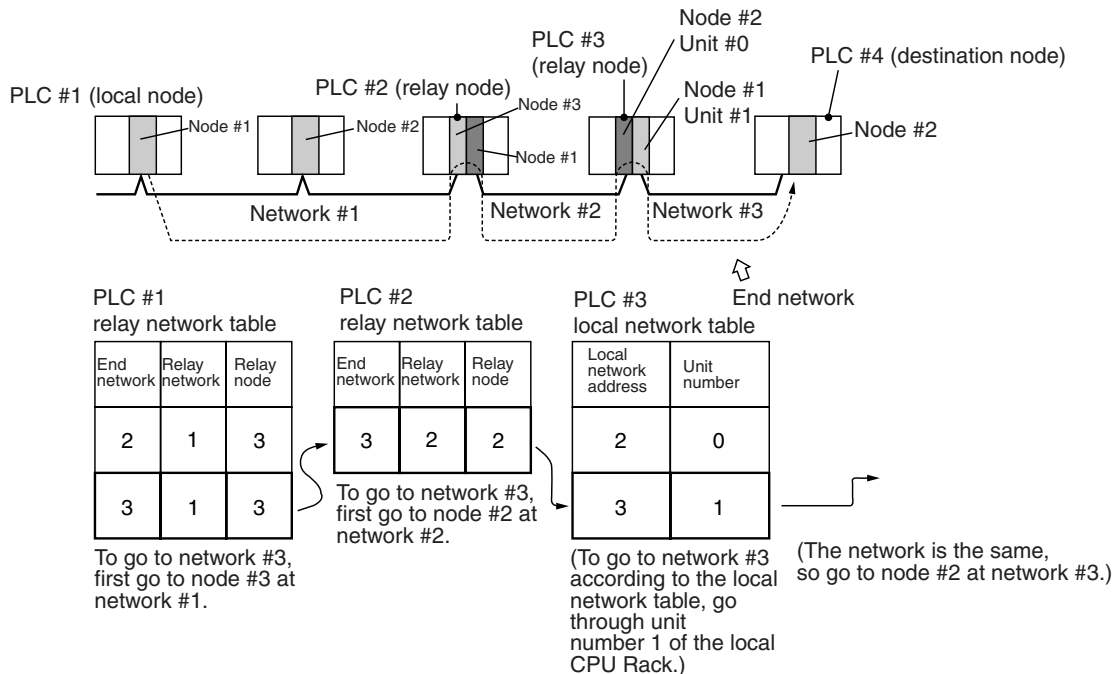 Node #2
Unit #0
PLC #3
(relay node)
PLC #4 (destination node)
PLC #1 (local node)
PLC #2 (relay node)
Node #1
Unit #1
Node #3
Node #1
Node #2
Node #1
Node #2
Network #1
Network #2
Network #3
End network
PLC #1
relay network table
End
network
Relay
network
Relay
node
2 1 3
3 1 3
To go to network #3,
first go to node #3 at
network #1.
PLC #2
relay network table
End
network
Relay
network
Relay
node
3 2 2
To go to network #3,
first go to node #2 at
network #2.
PLC #3
local network table
Local
network
address
Unit
number
2 0
3 1
(To go to network #3
according to the local
network table, go
through unit
number 1 of the local
CPU Rack.)
(The network is the same,
so go to node #2 at network #3.)